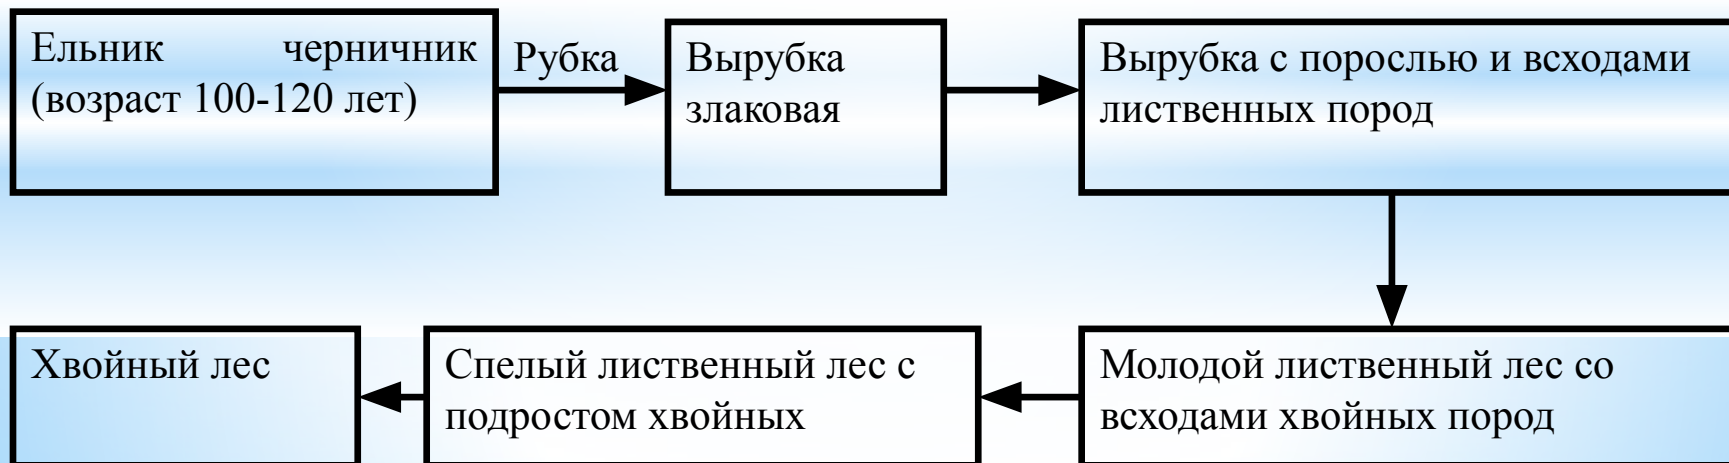 Ельник черничник
(возраст 100-120 лет)
Рубка
Вырубка
злаковая
Вырубка с порослью и всходами
лиственных пород
Молодой лиственный лес со
всходами хвойных пород
Спелый лиственный лес с
подростом хвойных
Хвойный лес